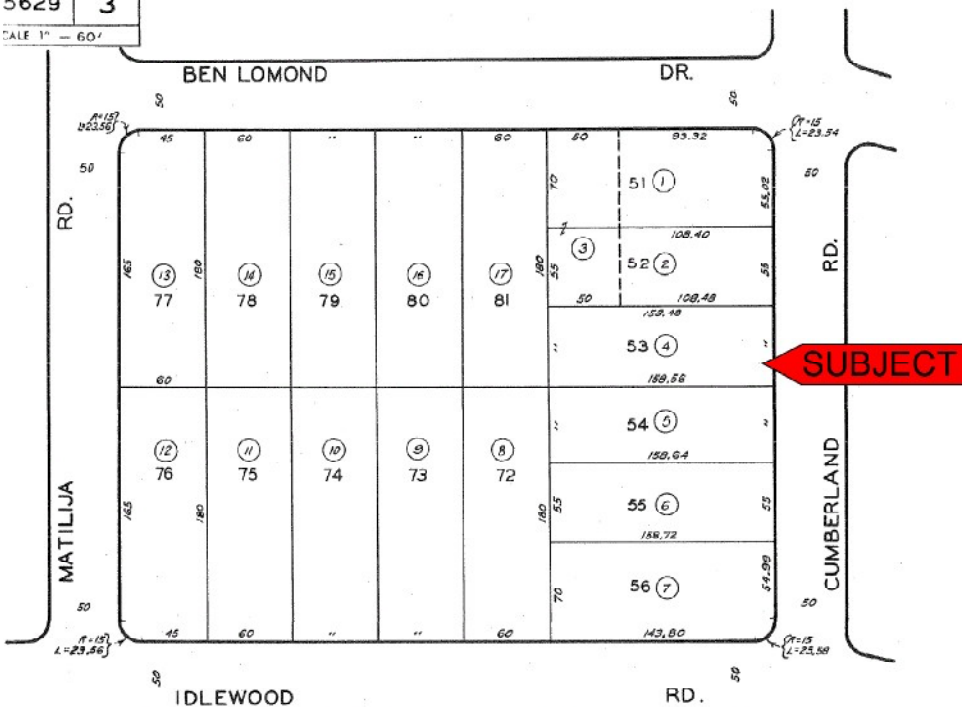 5629 3
SCALE 1" — 60'
BEN LOMOND DR.
50 50
R=15 L=23.56
R=15 L=23.54
45 60 " " 60 50 93.92
50 50
70 51 1 55.02
108.40
RD. RD.
165 180 180 55 3 52 2 55
13 14 15 16 17
77 78 79 80 81
50 108.48
158.48
" 53 4 "
SUBJECT
60 158.56
" 54 5 "
12 11 10 9 8
76 75 74 73 72
158.64
165 180 180 55 55 6 55
158.72
MATILIJA CUMBERLAND
70 56 7 54.99
50 50
45 60 " " 60 143.80
R=15 L=23.56
R=15 L=23.58
50 50
IDLEWOOD RD.